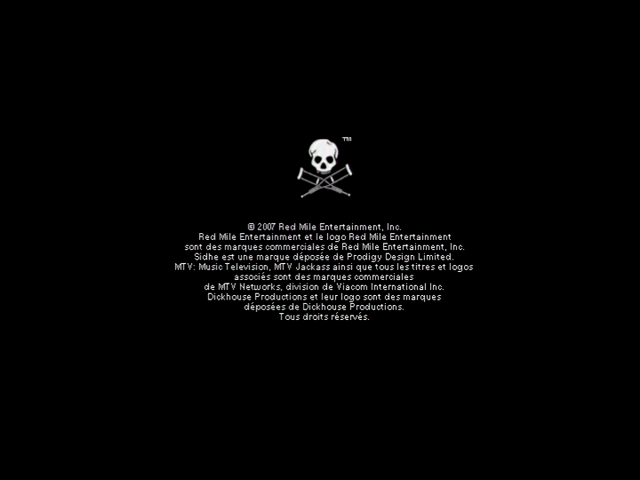 TM
© 2007 Red Mile Entertainment, Inc.
Red Mile Entertainment et le logo Red Mile Entertainment
sont des marques commerciales de Red Mile Entertainment, Inc.
Sidhe est une marque déposée de Prodigy Design Limited.
MTV: Music Television, MTV Jackass ainsi que tous les titres et logos
associés sont des marques commerciales
de MTV Networks, division de Viacom International Inc.
Dickhouse Productions et leur logo sont des marques
déposées de Dickhouse Productions.
Tous droits réservés.